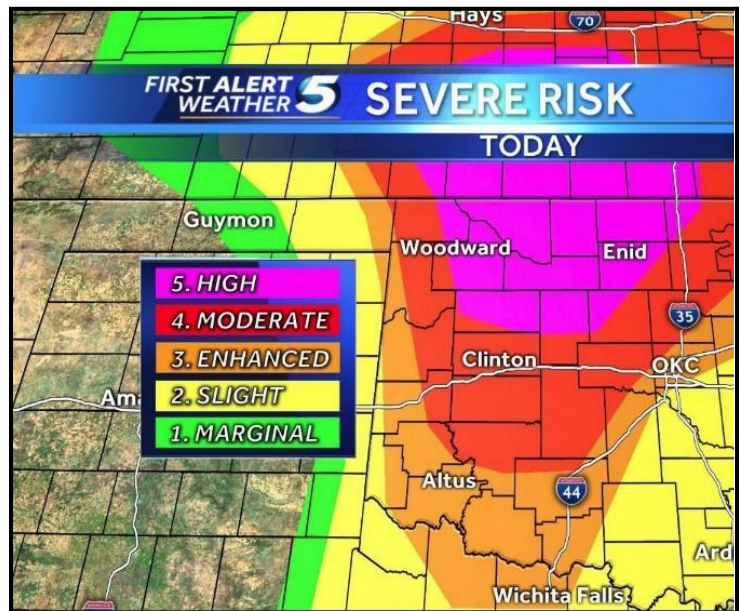 Hays
70
FIRST ALERT
WEATHER 5
SEVERE RISK
TODAY
Guymon
Woodward
Enid
5. HIGH
4. MODERATE
3. ENHANCED
2. SLIGHT
1. MARGINAL
35
Clinton
OKC
Ama
Altus
44
Ard
Wichita Falls